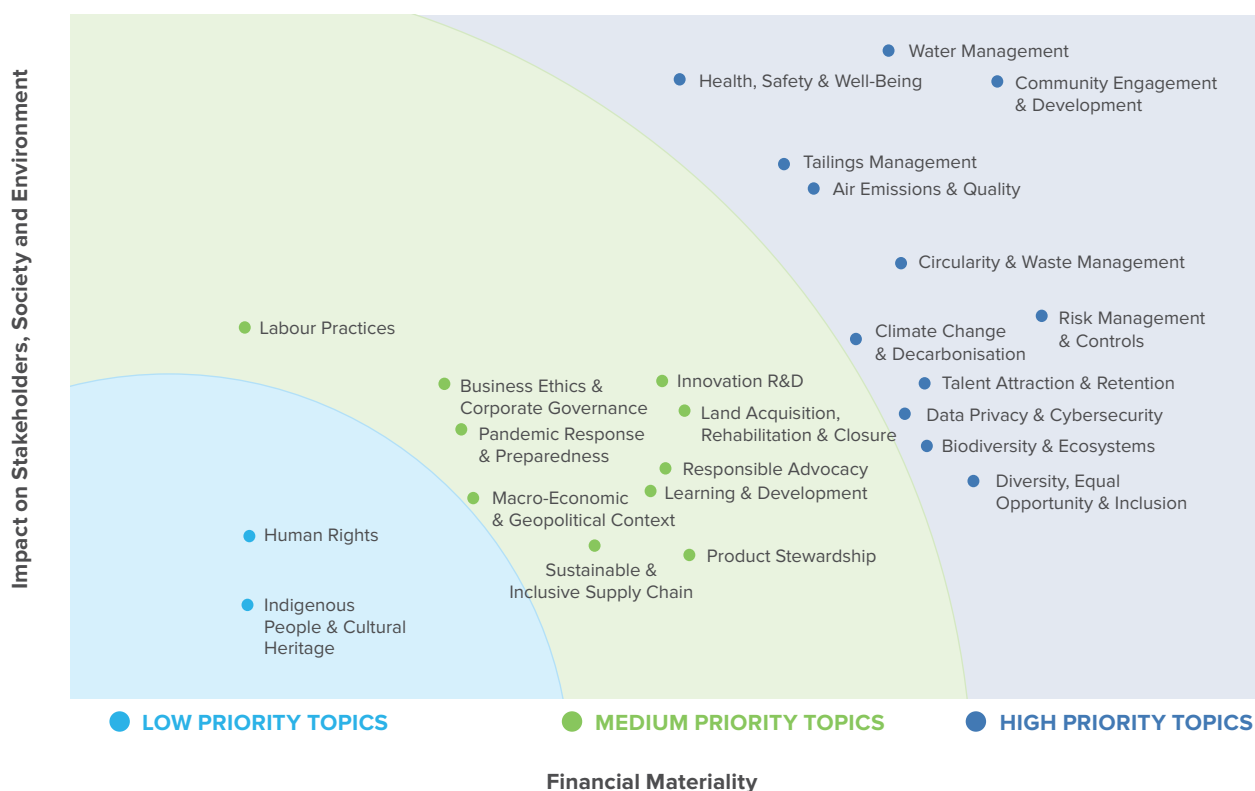 Impact on Stakeholders, Society and Environment
Water Management
Health, Safety & Well-Being
Community Engagement
& Development
Tailings Management
Air Emissions & Quality
Circularity & Waste Management
Labour Practices
Risk Management
& Controls
Climate Change
& Decarbonisation
Business Ethics &
Corporate Governance
Innovation R&D
Talent Attraction & Retention
Land Acquisition,
Rehabilitation & Closure
Data Privacy & Cybersecurity
Pandemic Response
& Preparedness
Biodiversity & Ecosystems
Responsible Advocacy
Learning & Development
Diversity, Equal
Opportunity & Inclusion
Macro-Economic
& Geopolitical Context
Human Rights
Product Stewardship
Sustainable &
Inclusive Supply Chain
Indigenous
People & Cultural
Heritage
LOW PRIORITY TOPICS
MEDIUM PRIORITY TOPICS
HIGH PRIORITY TOPICS
Financial Materiality